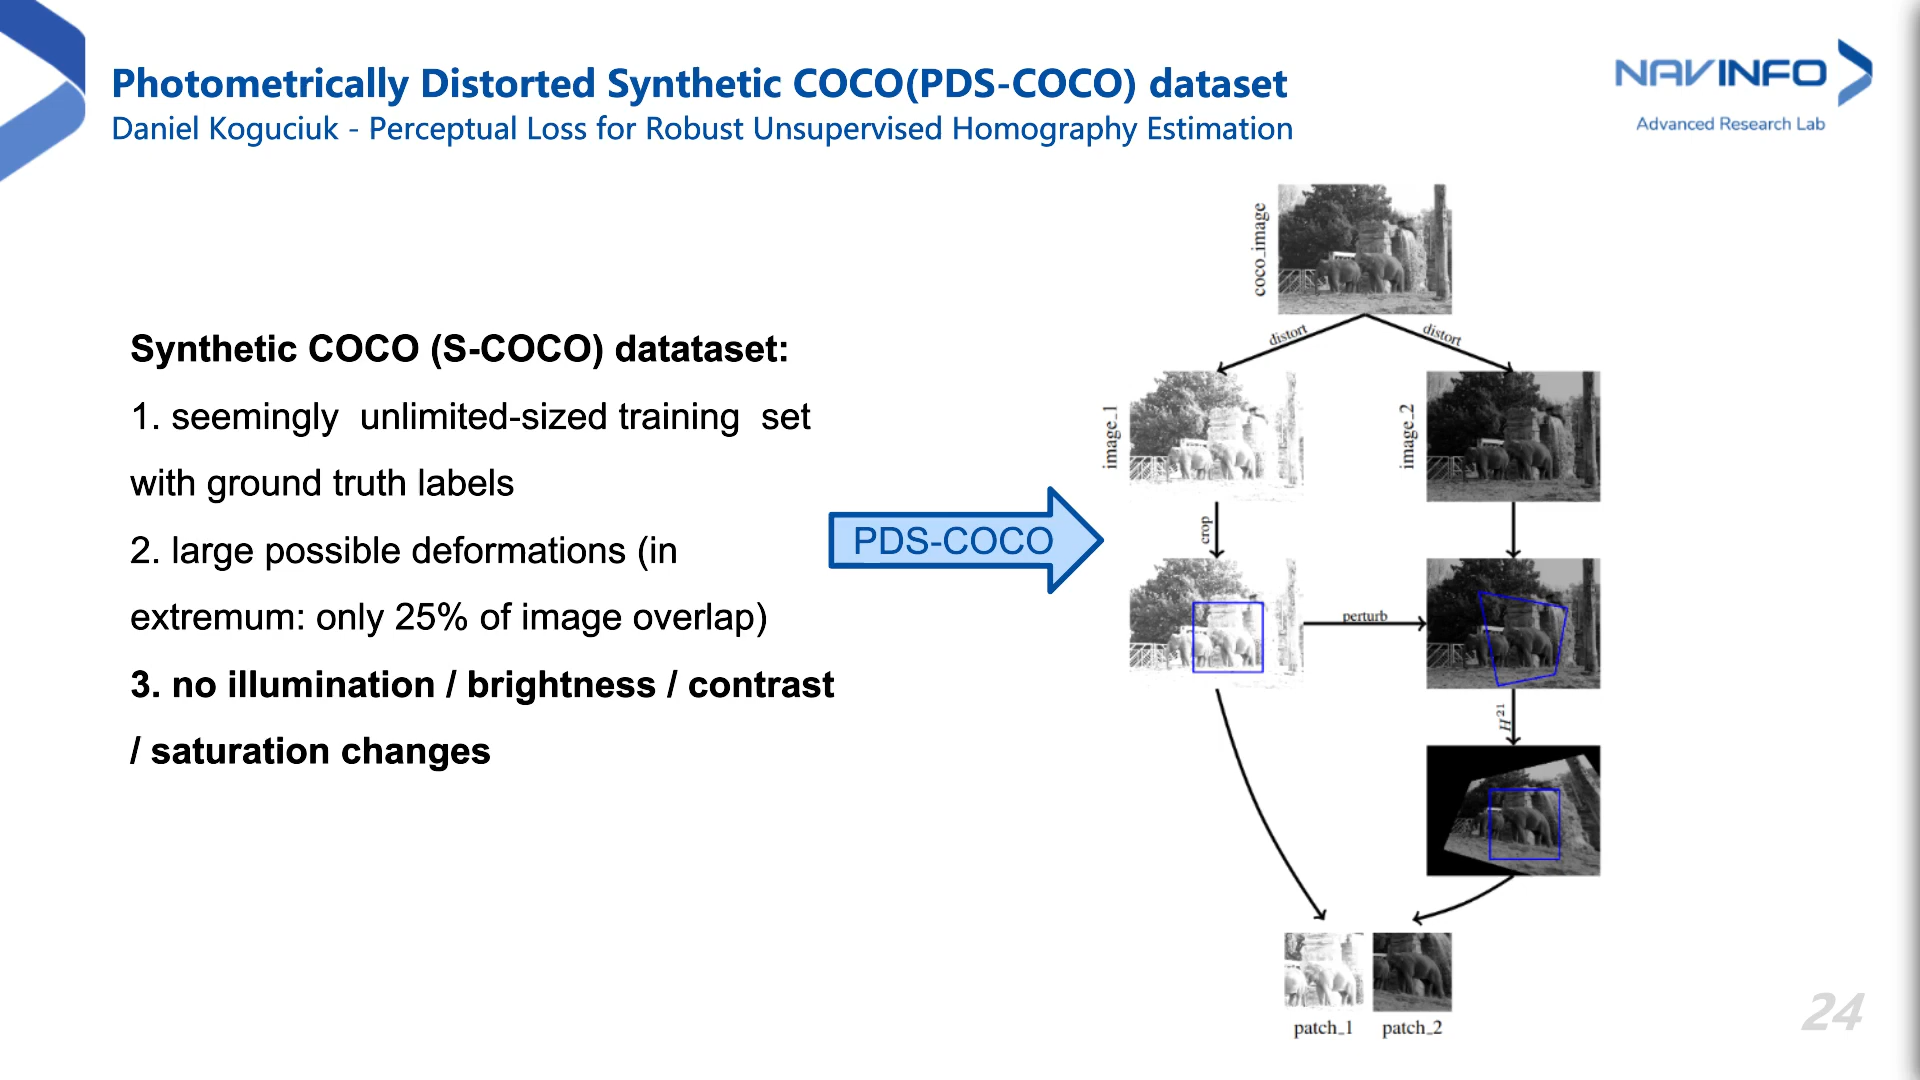 Photometrically Distorted Synthetic COCO(PDS-COCO) dataset
Daniel Koguciuk - Perceptual Loss for Robust Unsupervised Homography Estimation
NAVINFO
Advanced Research Lab
Synthetic COCO (S-COCO) datataset:
1. seemingly unlimited-sized training set
with ground truth labels
2. large possible deformations (in
extremum: only 25% of image overlap)
3. no illumination / brightness / contrast
/ saturation changes
PDS-COCO
coco_image
distort
distort
image_1
image_2
crop
perturb
H²¹
patch_1
patch_2
24